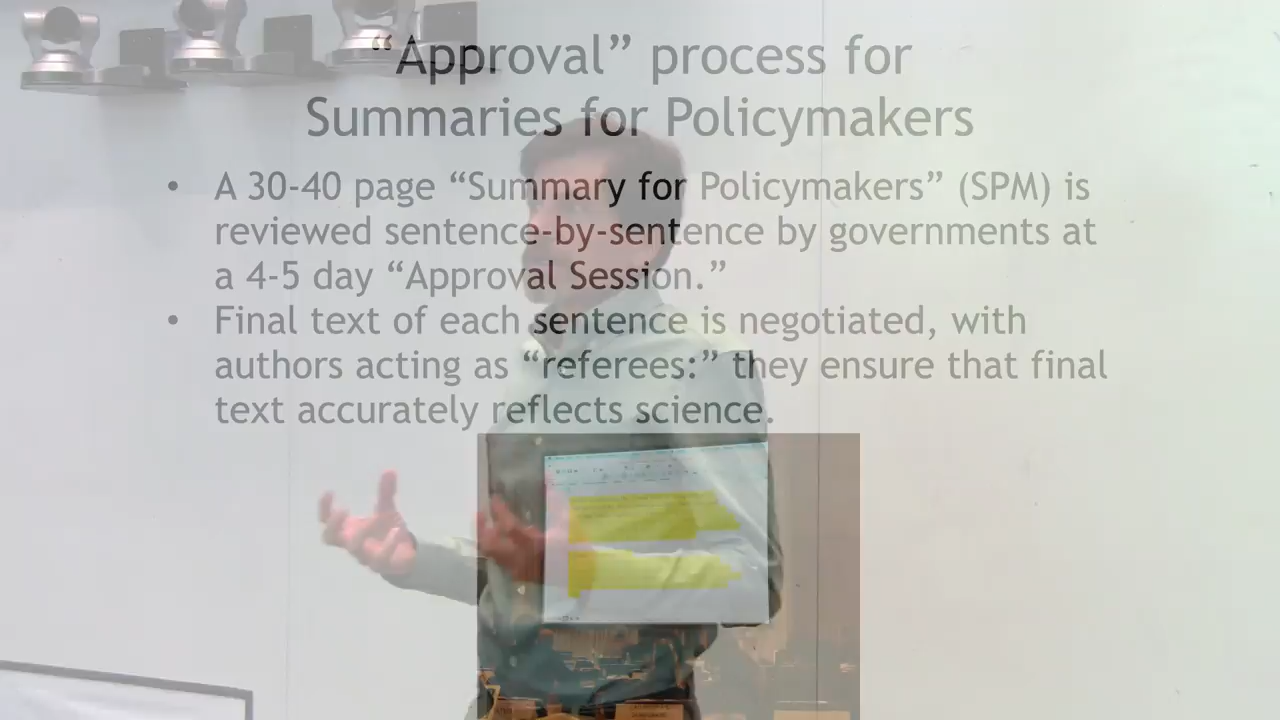 “Approval” process for
Summaries for Policymakers
• A 30-40 page “Summary for Policymakers” (SPM) is
reviewed sentence-by-sentence by governments at
a 4-5 day “Approval Session.”
• Final text of each sentence is negotiated, with
authors acting as “referees:” they ensure that final
text accurately reflects science.